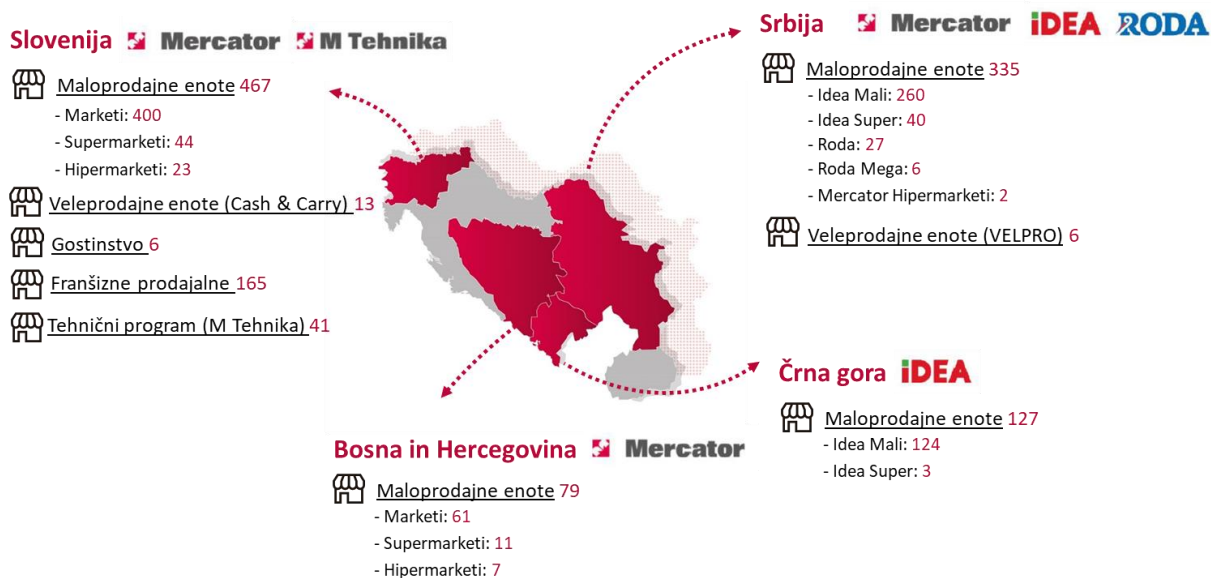 Slovenija Mercator M Tehnika
Maloprodajne enote 467
- Marketi: 400
- Supermarketi: 44
- Hipermarketi: 23
Veleprodajne enote (Cash & Carry) 13
Gostinstvo 6
Franšizne prodajalne 165
Tehnični program (M Tehnika) 41
Srbija Mercator iDEA RODA
Maloprodajne enote 335
- Idea Mali: 260
- Idea Super: 40
- Roda: 27
- Roda Mega: 6
- Mercator Hipermarketi: 2
Veleprodajne enote (VELPRO) 6
Črna gora iDEA
Maloprodajne enote 127
- Idea Mali: 124
- Idea Super: 3
Bosna in Hercegovina Mercator
Maloprodajne enote 79
- Marketi: 61
- Supermarketi: 11
- Hipermarketi: 7